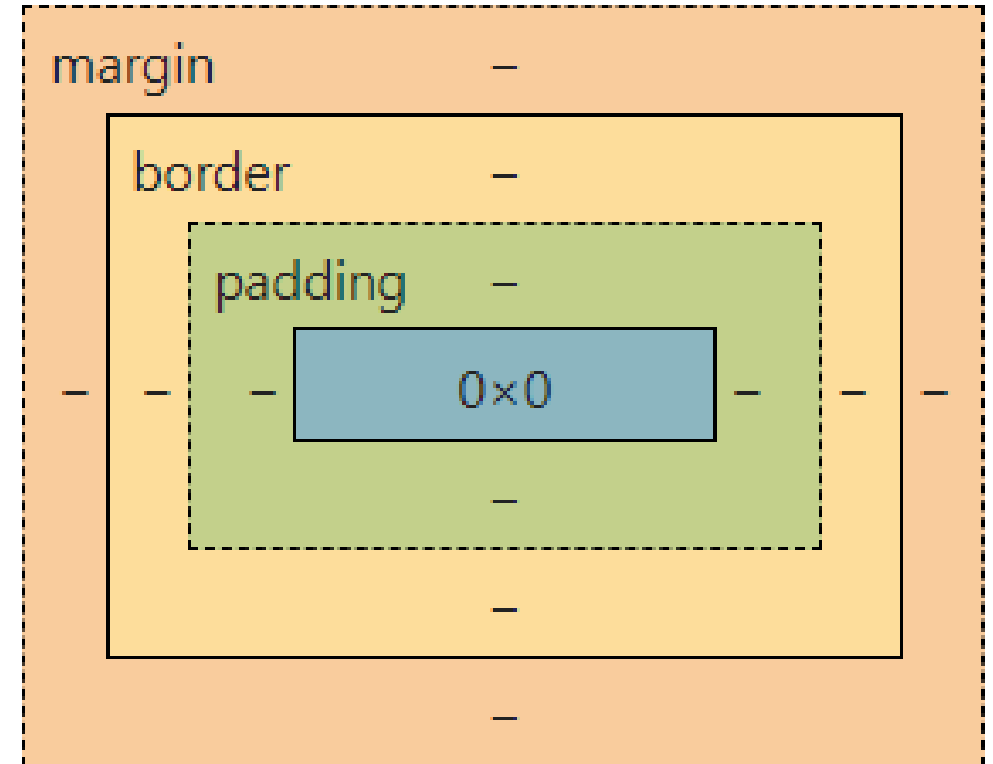 margin –
border –
padding –
– – – 0×0 – – –
–
–
–